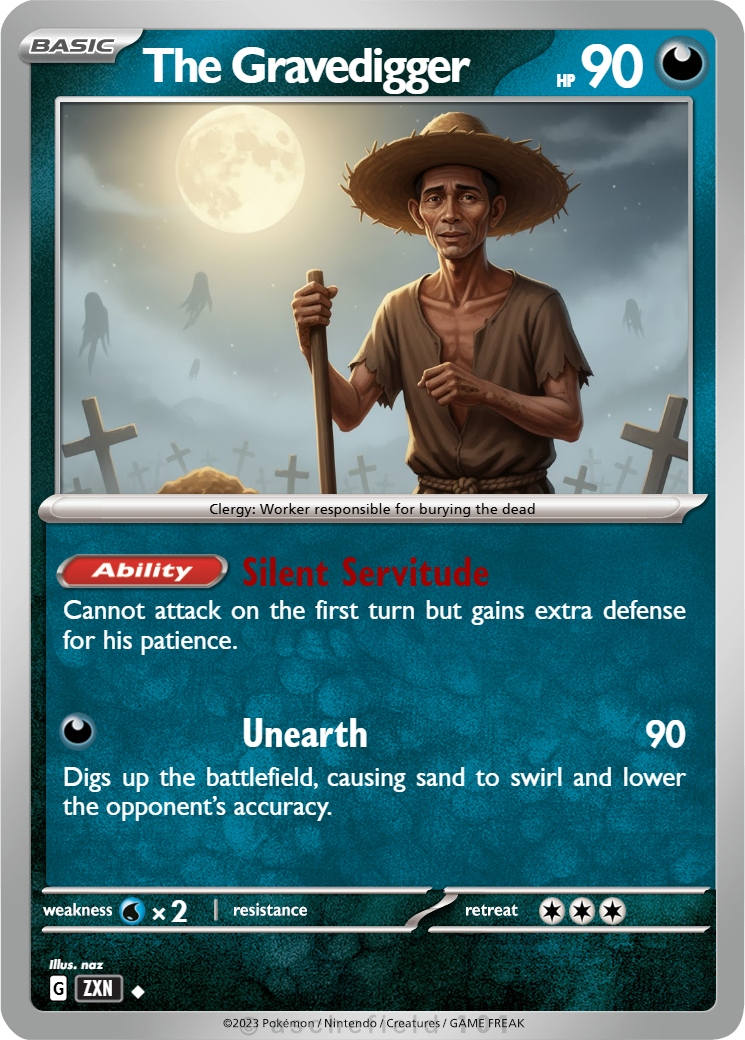 BASIC
The Gravedigger
HP 90
Clergy: Worker responsible for burying the dead
Ability Silent Servitude
Cannot attack on the first turn but gains extra defense
for his patience.
Unearth 90
Digs up the battlefield, causing sand to swirl and lower
the opponent's accuracy.
weakness × 2 | resistance
retreat
Illus. naz
G ZXN
©2023 Pokémon / Nintendo / Creatures / GAME FREAK